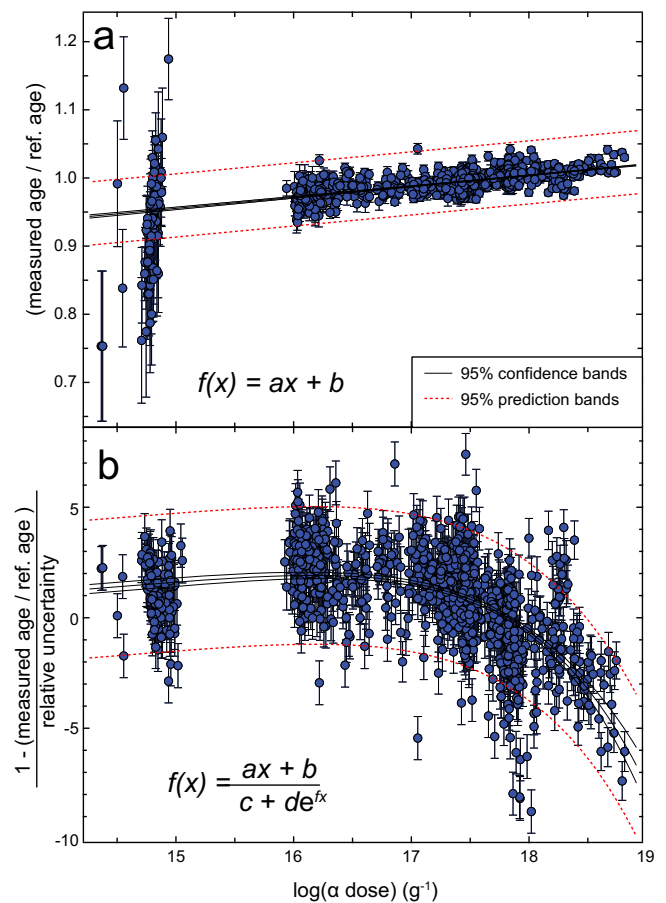 a
1.2
1.1
1.0
0.9
0.8
0.7
(measured age / ref. age)
f(x) = ax + b
95% confidence bands
95% prediction bands
b
5
0
-5
-10
1 - (measured age / ref. age )
relative uncertainty
f(x) = ax + b
c + de^fx
15
16
17
18
19
log(α dose) (g⁻¹)